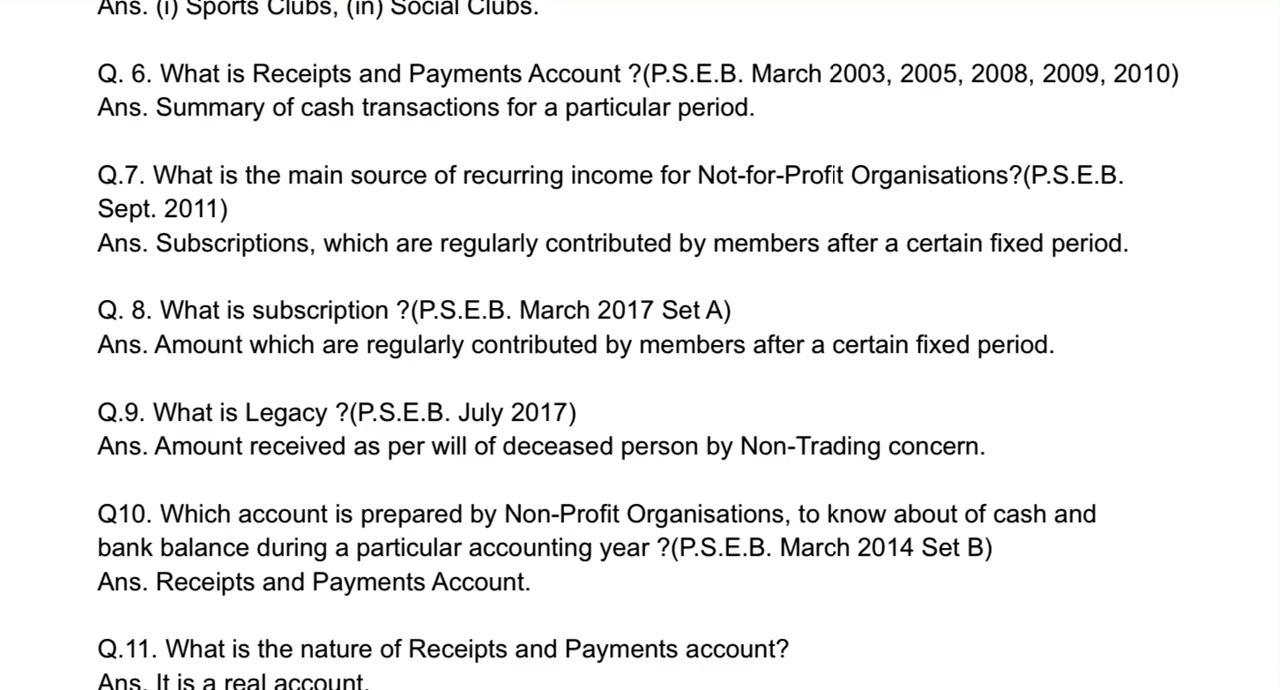 Ans. (i) Sports Clubs, (in) Social Clubs.
Q. 6. What is Receipts and Payments Account ?(P.S.E.B. March 2003, 2005, 2008, 2009, 2010)
Ans. Summary of cash transactions for a particular period.
Q.7. What is the main source of recurring income for Not-for-Profit Organisations?(P.S.E.B.
Sept. 2011)
Ans. Subscriptions, which are regularly contributed by members after a certain fixed period.
Q. 8. What is subscription ?(P.S.E.B. March 2017 Set A)
Ans. Amount which are regularly contributed by members after a certain fixed period.
Q.9. What is Legacy ?(P.S.E.B. July 2017)
Ans. Amount received as per will of deceased person by Non-Trading concern.
Q10. Which account is prepared by Non-Profit Organisations, to know about of cash and
bank balance during a particular accounting year ?(P.S.E.B. March 2014 Set B)
Ans. Receipts and Payments Account.
Q.11. What is the nature of Receipts and Payments account?
Ans. It is a real account.